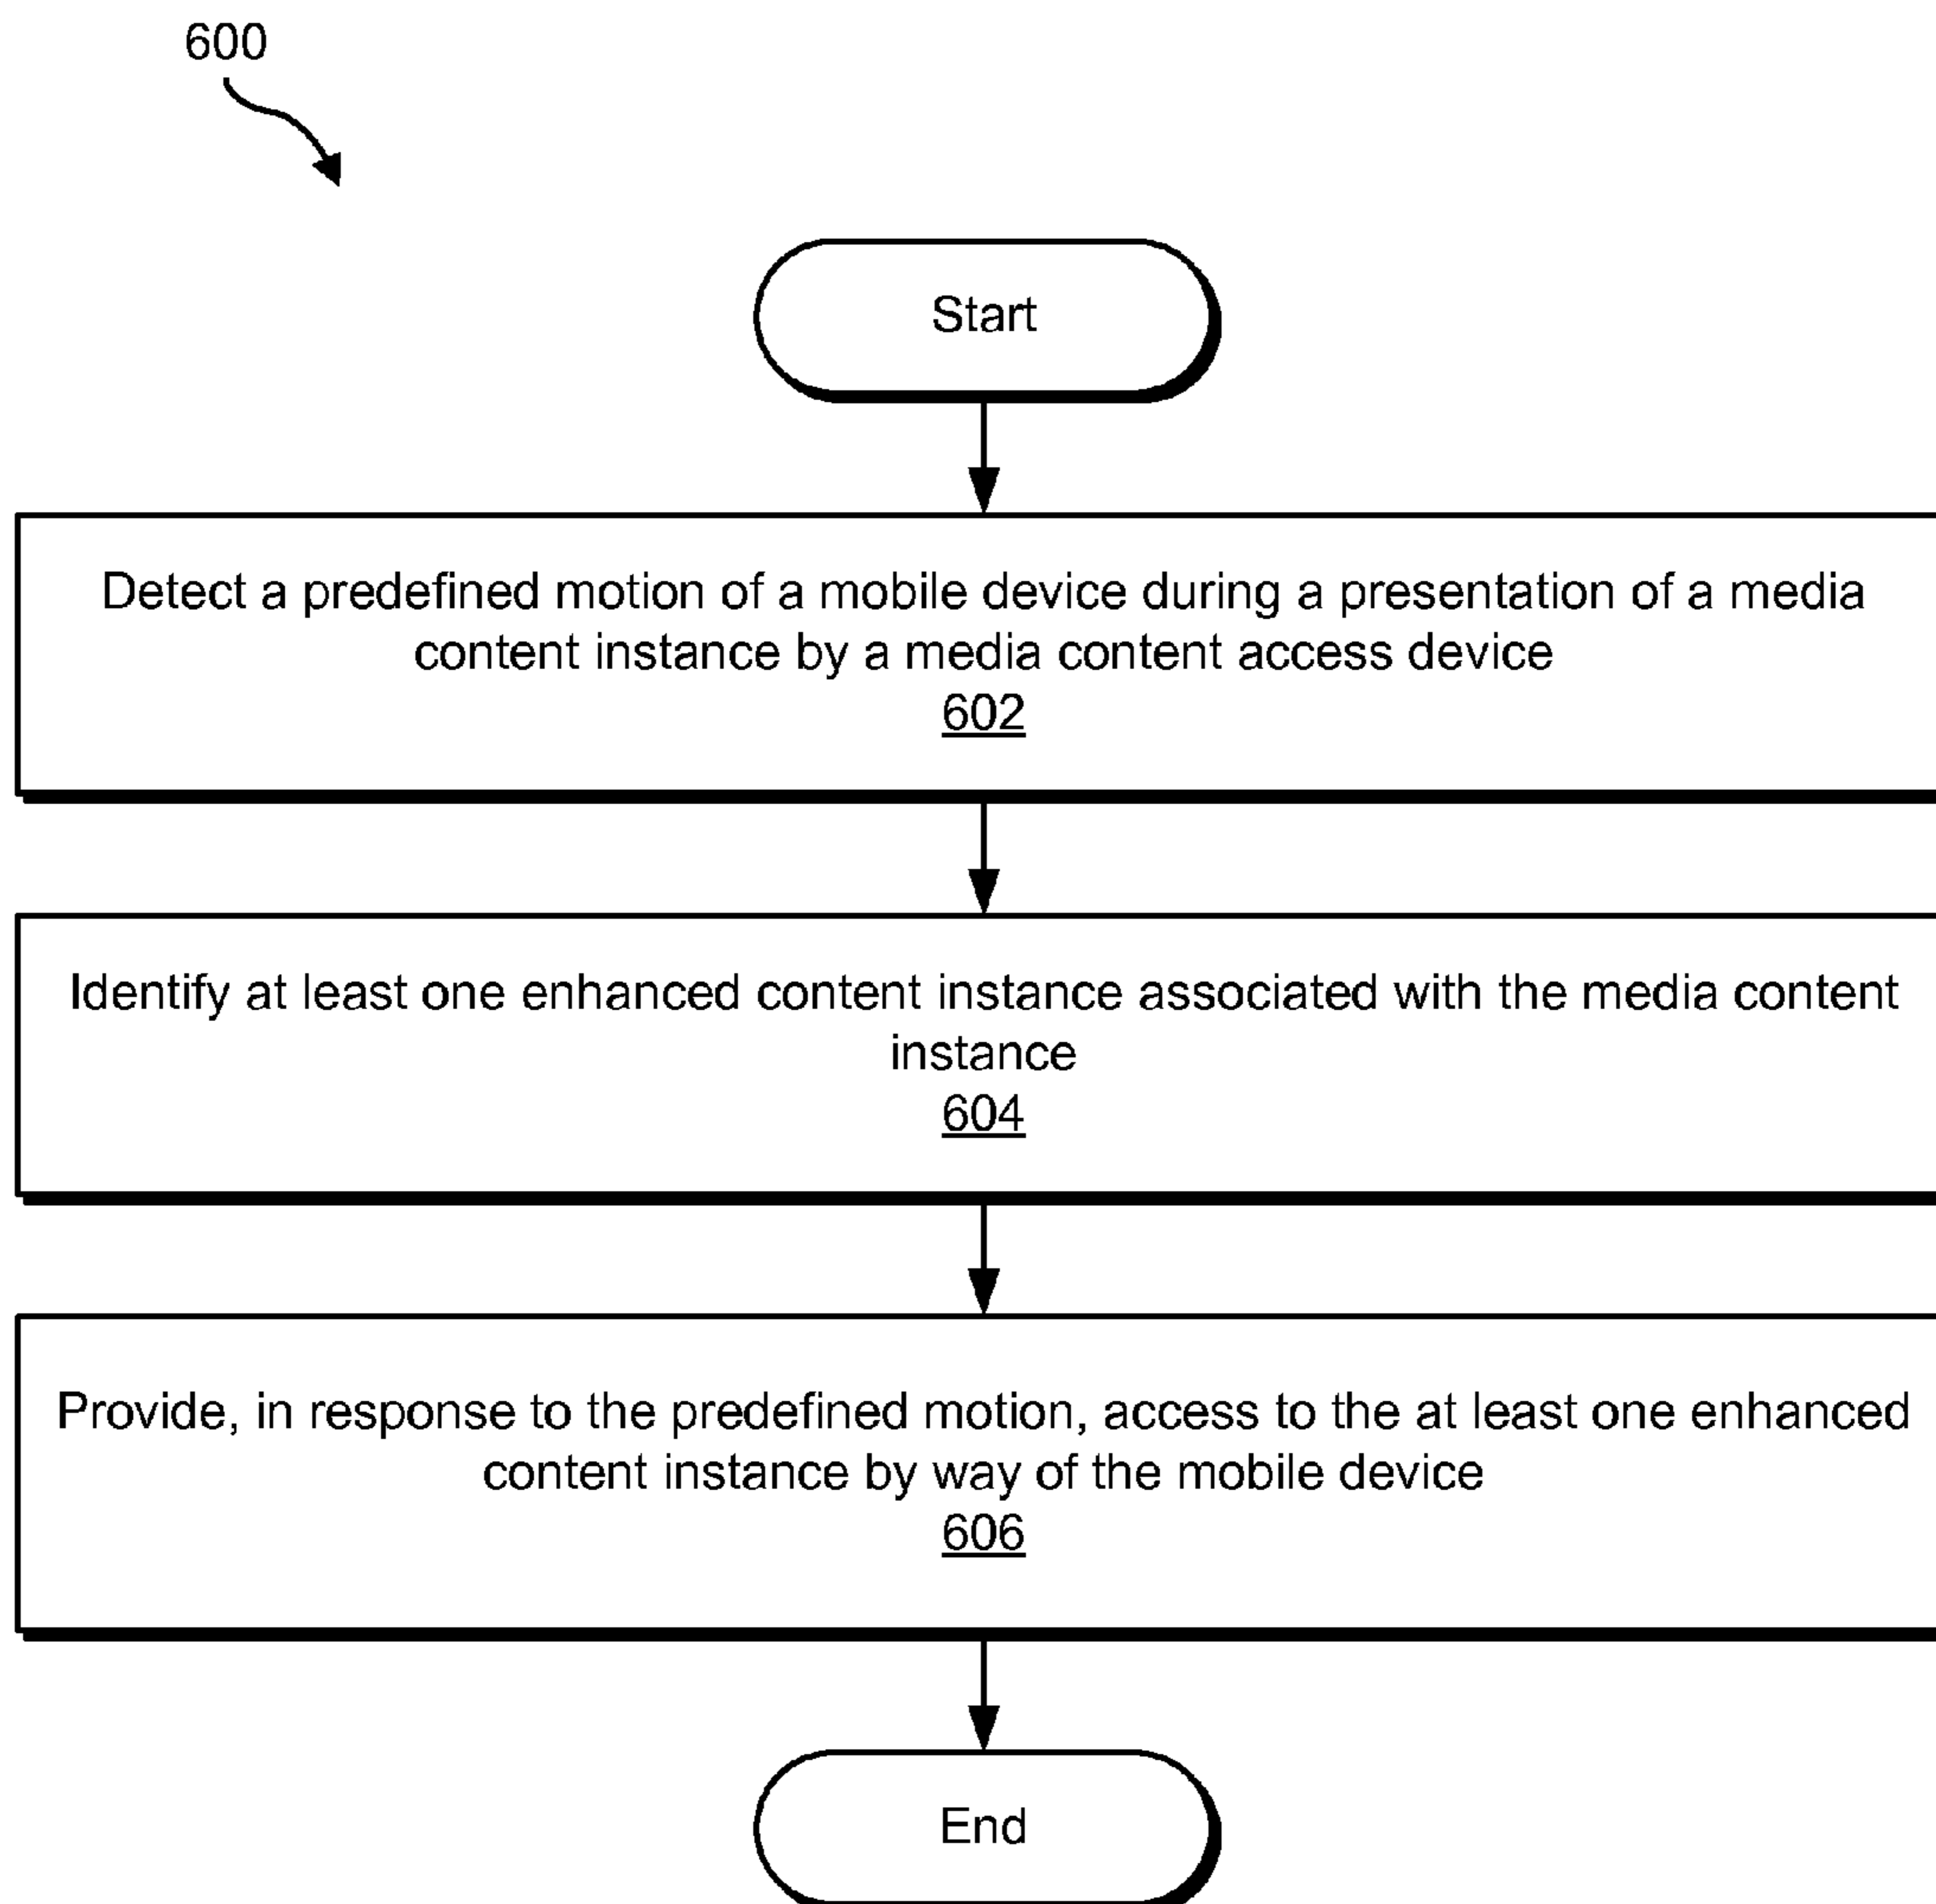 600
Start
Detect a predefined motion of a mobile device during a presentation of a media
content instance by a media content access device
602
Identify at least one enhanced content instance associated with the media content
instance
604
Provide, in response to the predefined motion, access to the at least one enhanced
content instance by way of the mobile device
606
End